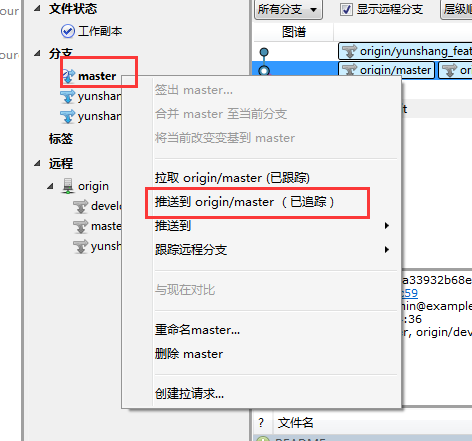 our
文件状态
所有分支
显示远程分支
层级顺
工作副本
图谱
分支
origin/yunshang_feat
master
origin/master
签出 master...
yunshan
合并 master 至当前分支
yunshan
将当前改变变基到 master
标签
远程
拉取 origin/master (已跟踪)
origin
推送到 origin/master （已追踪）
develo
推送到
maste
跟踪远程分支
yunsh
a33932b68e
与现在对比
:59
min@example
:36
重命名master...
r, origin/dev
删除 master
创建拉请求...
? 文件名
README